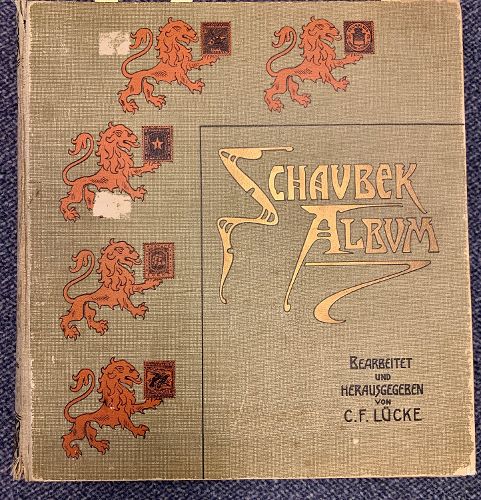 SCHAUBEK
ALBUM
BEARBEITET
UND
HERAUSGEGEBEN
VON
C.F. LÜCKE